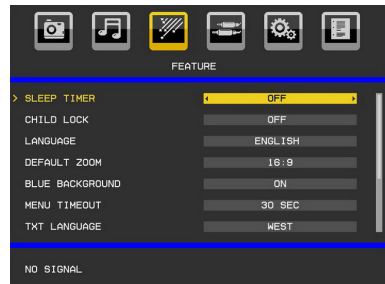 FEATURE
> SLEEP TIMER OFF
CHILD LOCK OFF
LANGUAGE ENGLISH
DEFAULT ZOOM 16:9
BLUE BACKGROUND ON
MENU TIMEOUT 30 SEC
TXT LANGUAGE WEST
NO SIGNAL